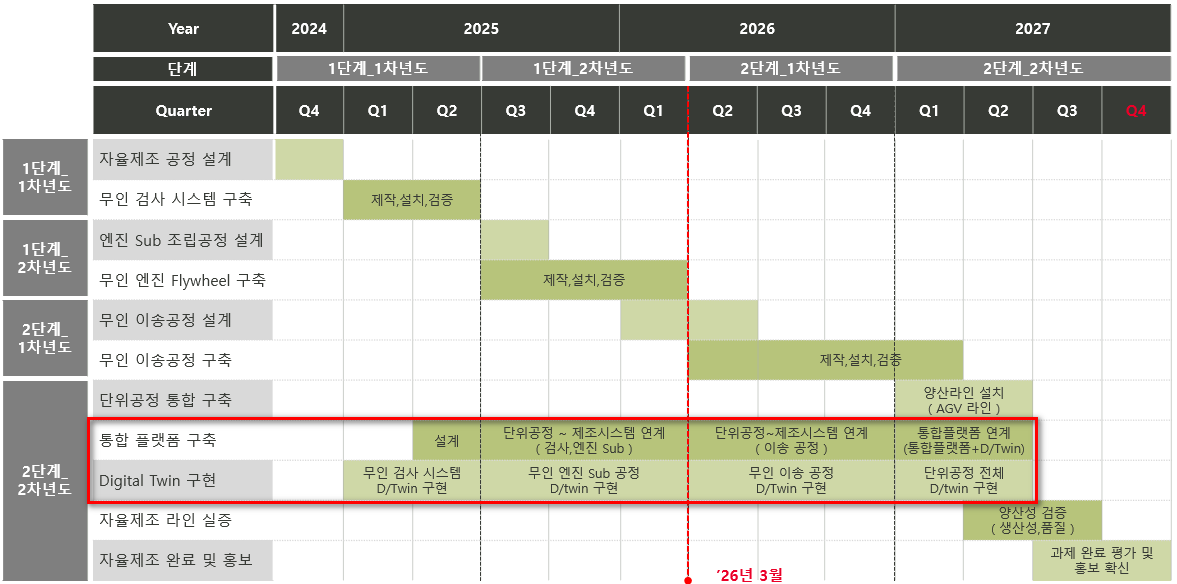 Year 2024 2025 2026 2027
단계 1단계_1차년도 1단계_2차년도 2단계_1차년도 2단계_2차년도
Quarter Q4 Q1 Q2 Q3 Q4 Q1 Q2 Q3 Q4 Q1 Q2 Q3 Q4
1단계_
1차년도
자율제조 공정 설계
무인 검사 시스템 구축 제작,설치,검증
1단계_
2차년도
엔진 Sub 조립공정 설계
무인 엔진 Flywheel 구축 제작,설치,검증
2단계_
1차년도
무인 이송공정 설계
무인 이송공정 구축 제작,설치,검증
2단계_
2차년도
단위공정 통합 구축
양산라인 설치
( AGV 라인 )
통합 플랫폼 구축
설계
단위공정 ~ 제조시스템 연계
( 검사,엔진 Sub )
단위공정~제조시스템 연계
( 이송 공정 )
통합플랫폼 연계
(통합플랫폼+D/Twin)
Digital Twin 구현
무인 검사 시스템
D/Twin 구현
무인 엔진 Sub 공정
D/twin 구현
무인 이송 공정
D/Twin 구현
단위공정 전체
D/twin 구현
자율제조 라인 실증
양산성 검증
( 생산성,품질 )
자율제조 완료 및 홍보
과제 완료 평가 및
홍보 확신
’26년 3월